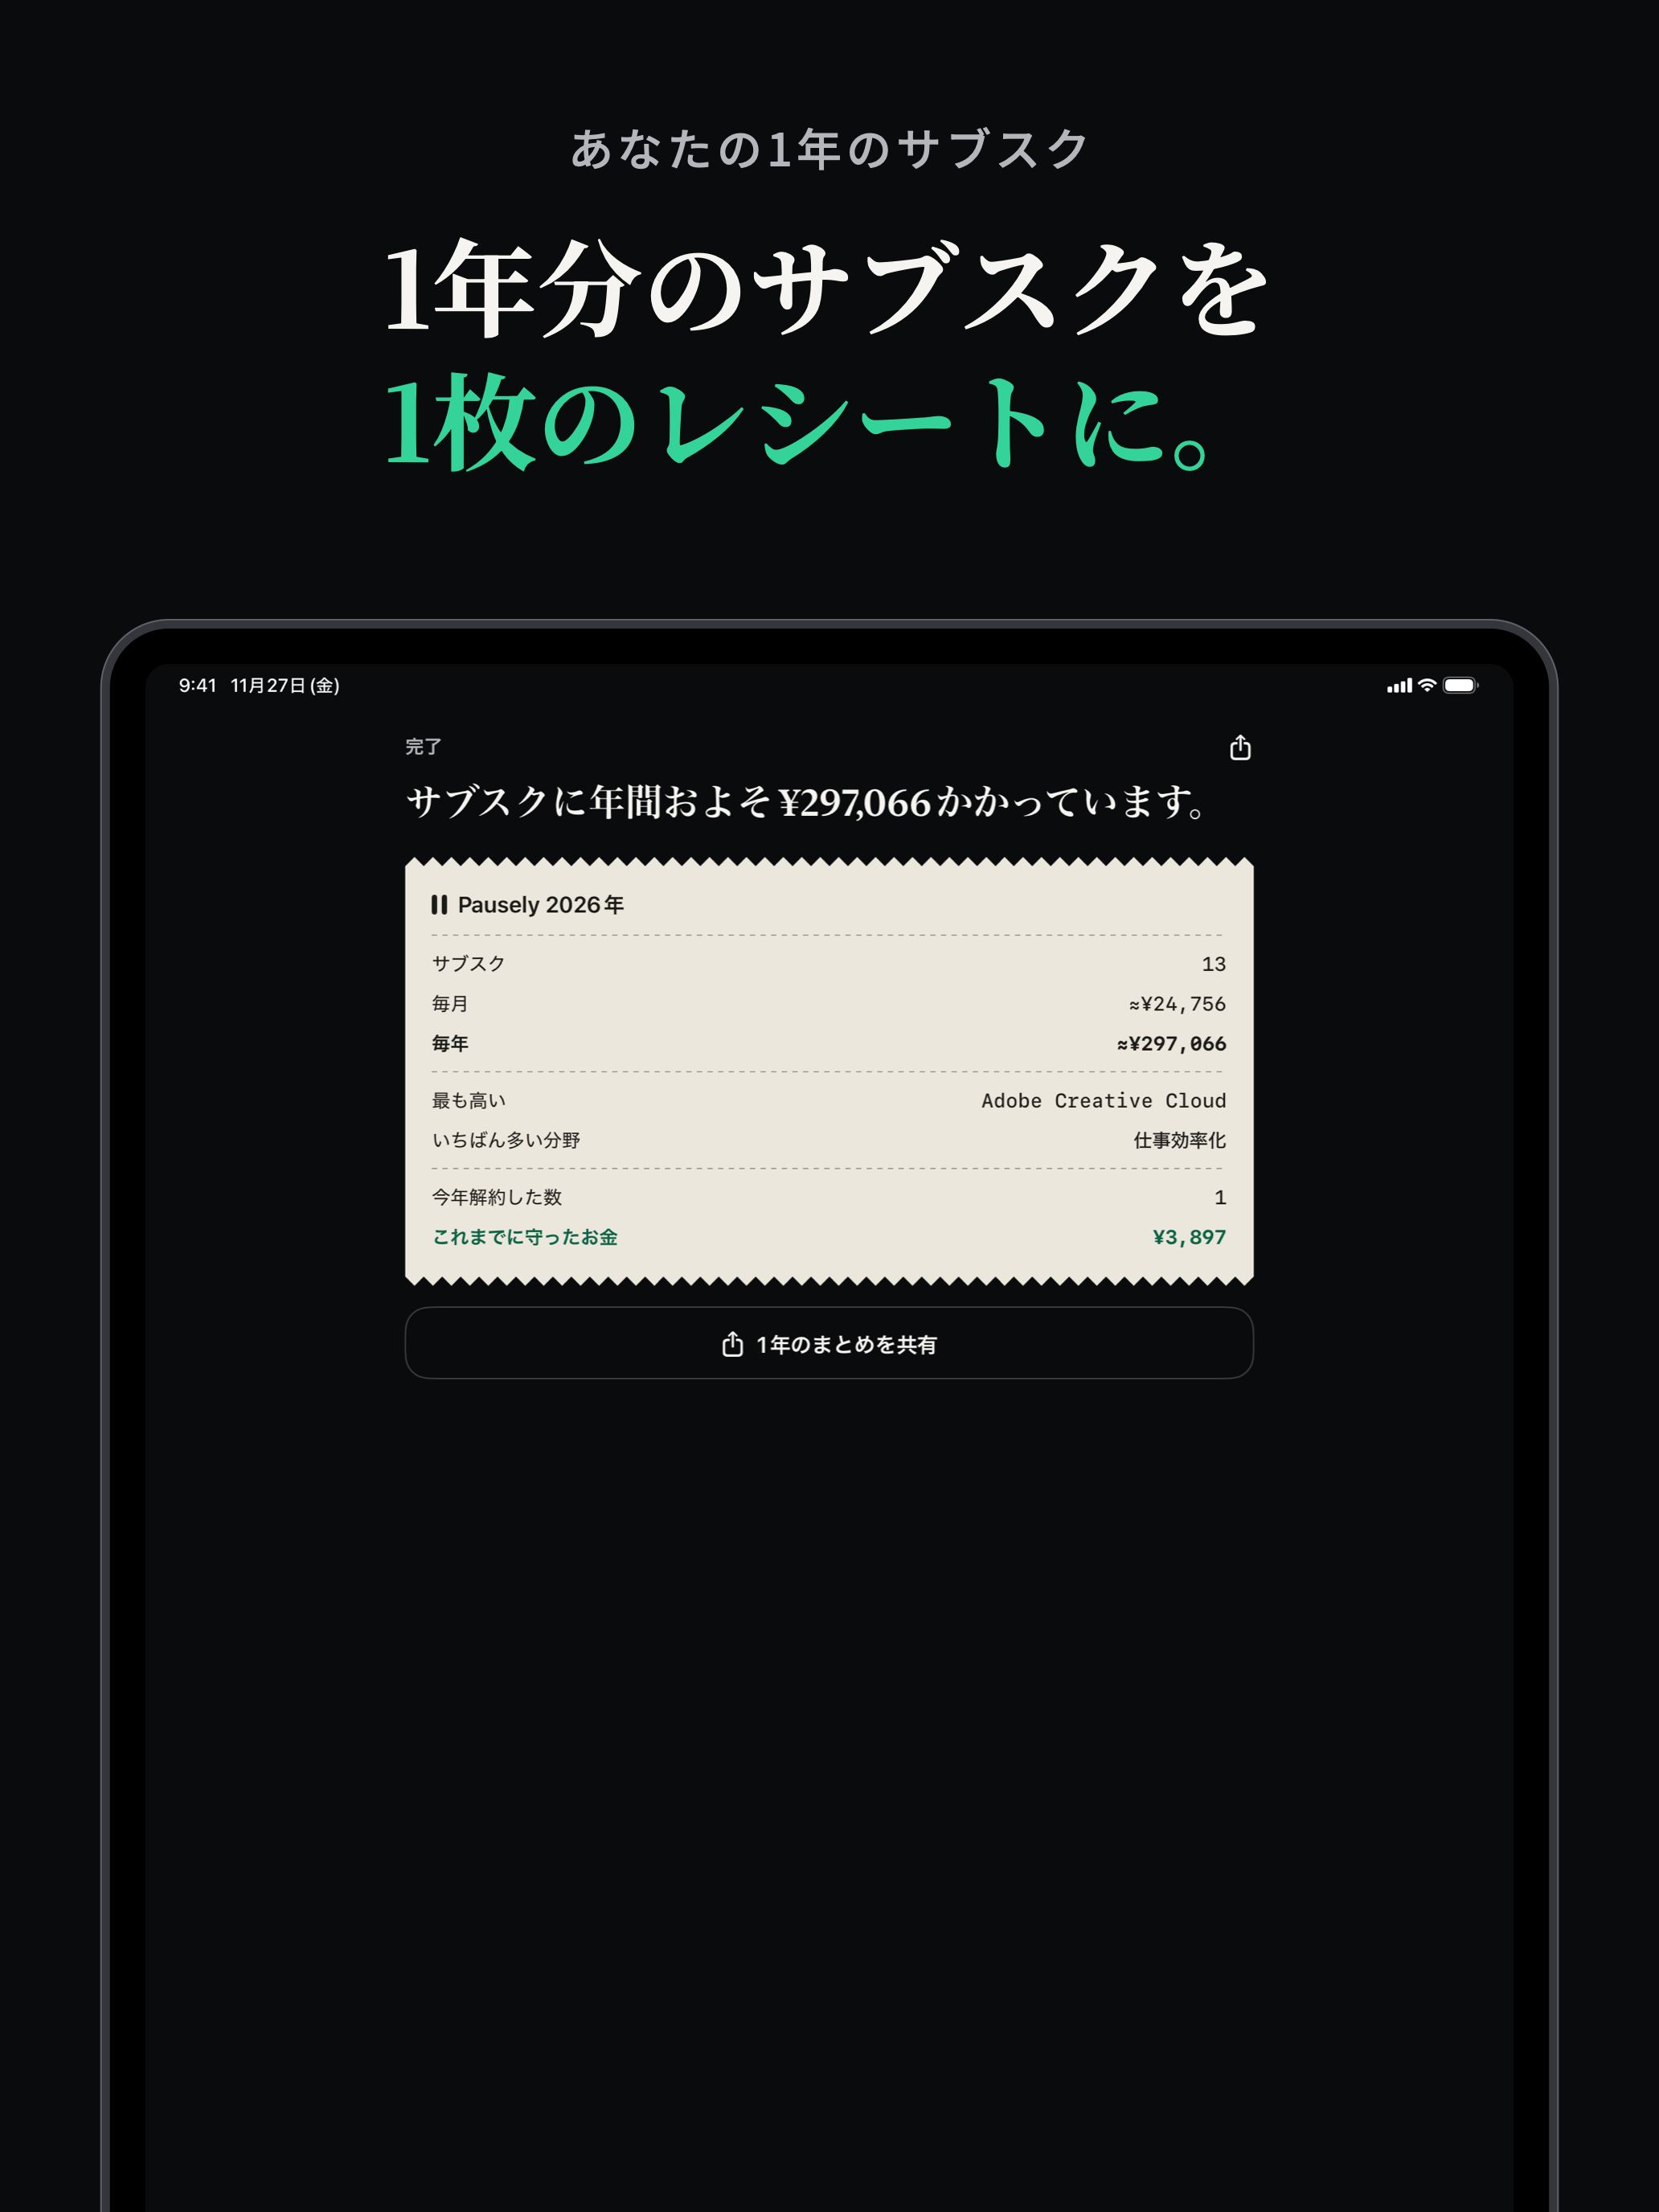 あなたの1年のサブスク
1年分のサブスクを
1枚のレシートに。
9:41 11月27日(金)
完了
サブスクに年間およそ¥297,066かかっています。
Pausely 2026年
サブスク 13
毎月 ≈¥24,756
毎年 ≈¥297,066
最も高い Adobe Creative Cloud
いちばん多い分野 仕事効率化
今年解約した数 1
これまでに守ったお金 ¥3,897
1年のまとめを共有